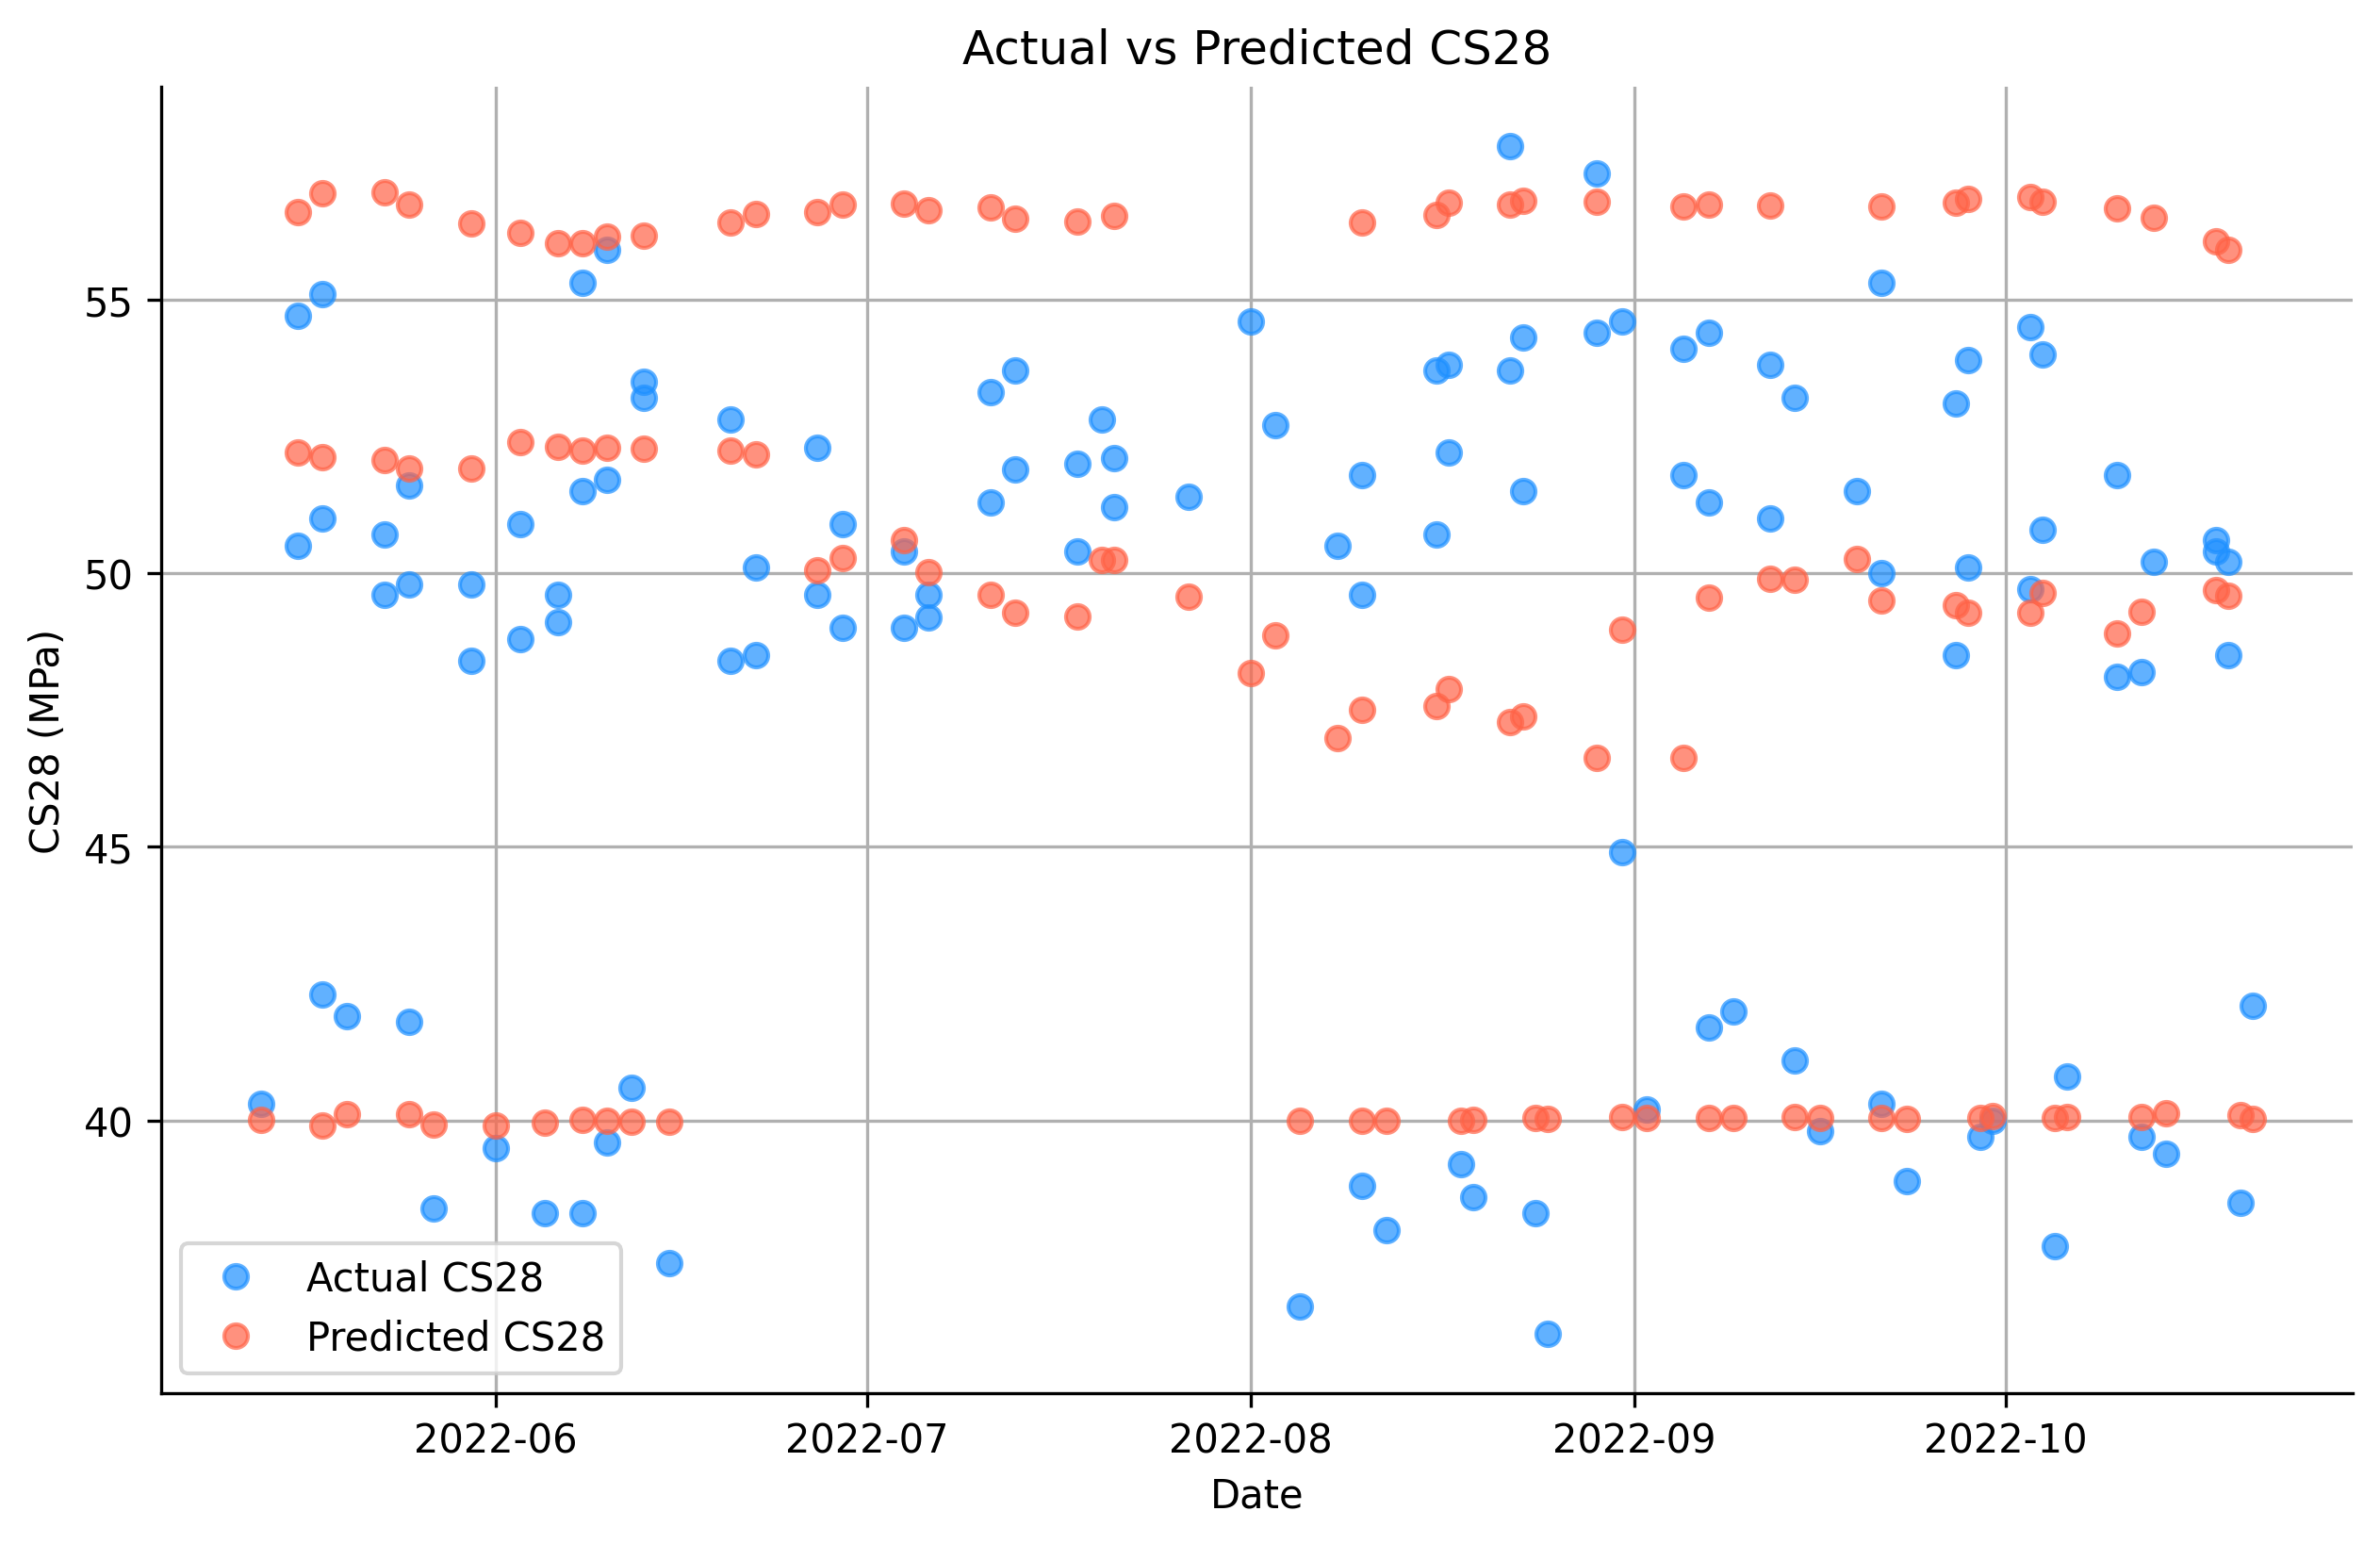 Actual vs Predicted CS28
CS28 (MPa)
55
50
45
40
Actual CS28
Predicted CS28
2022-06
2022-07
2022-08
2022-09
2022-10
Date